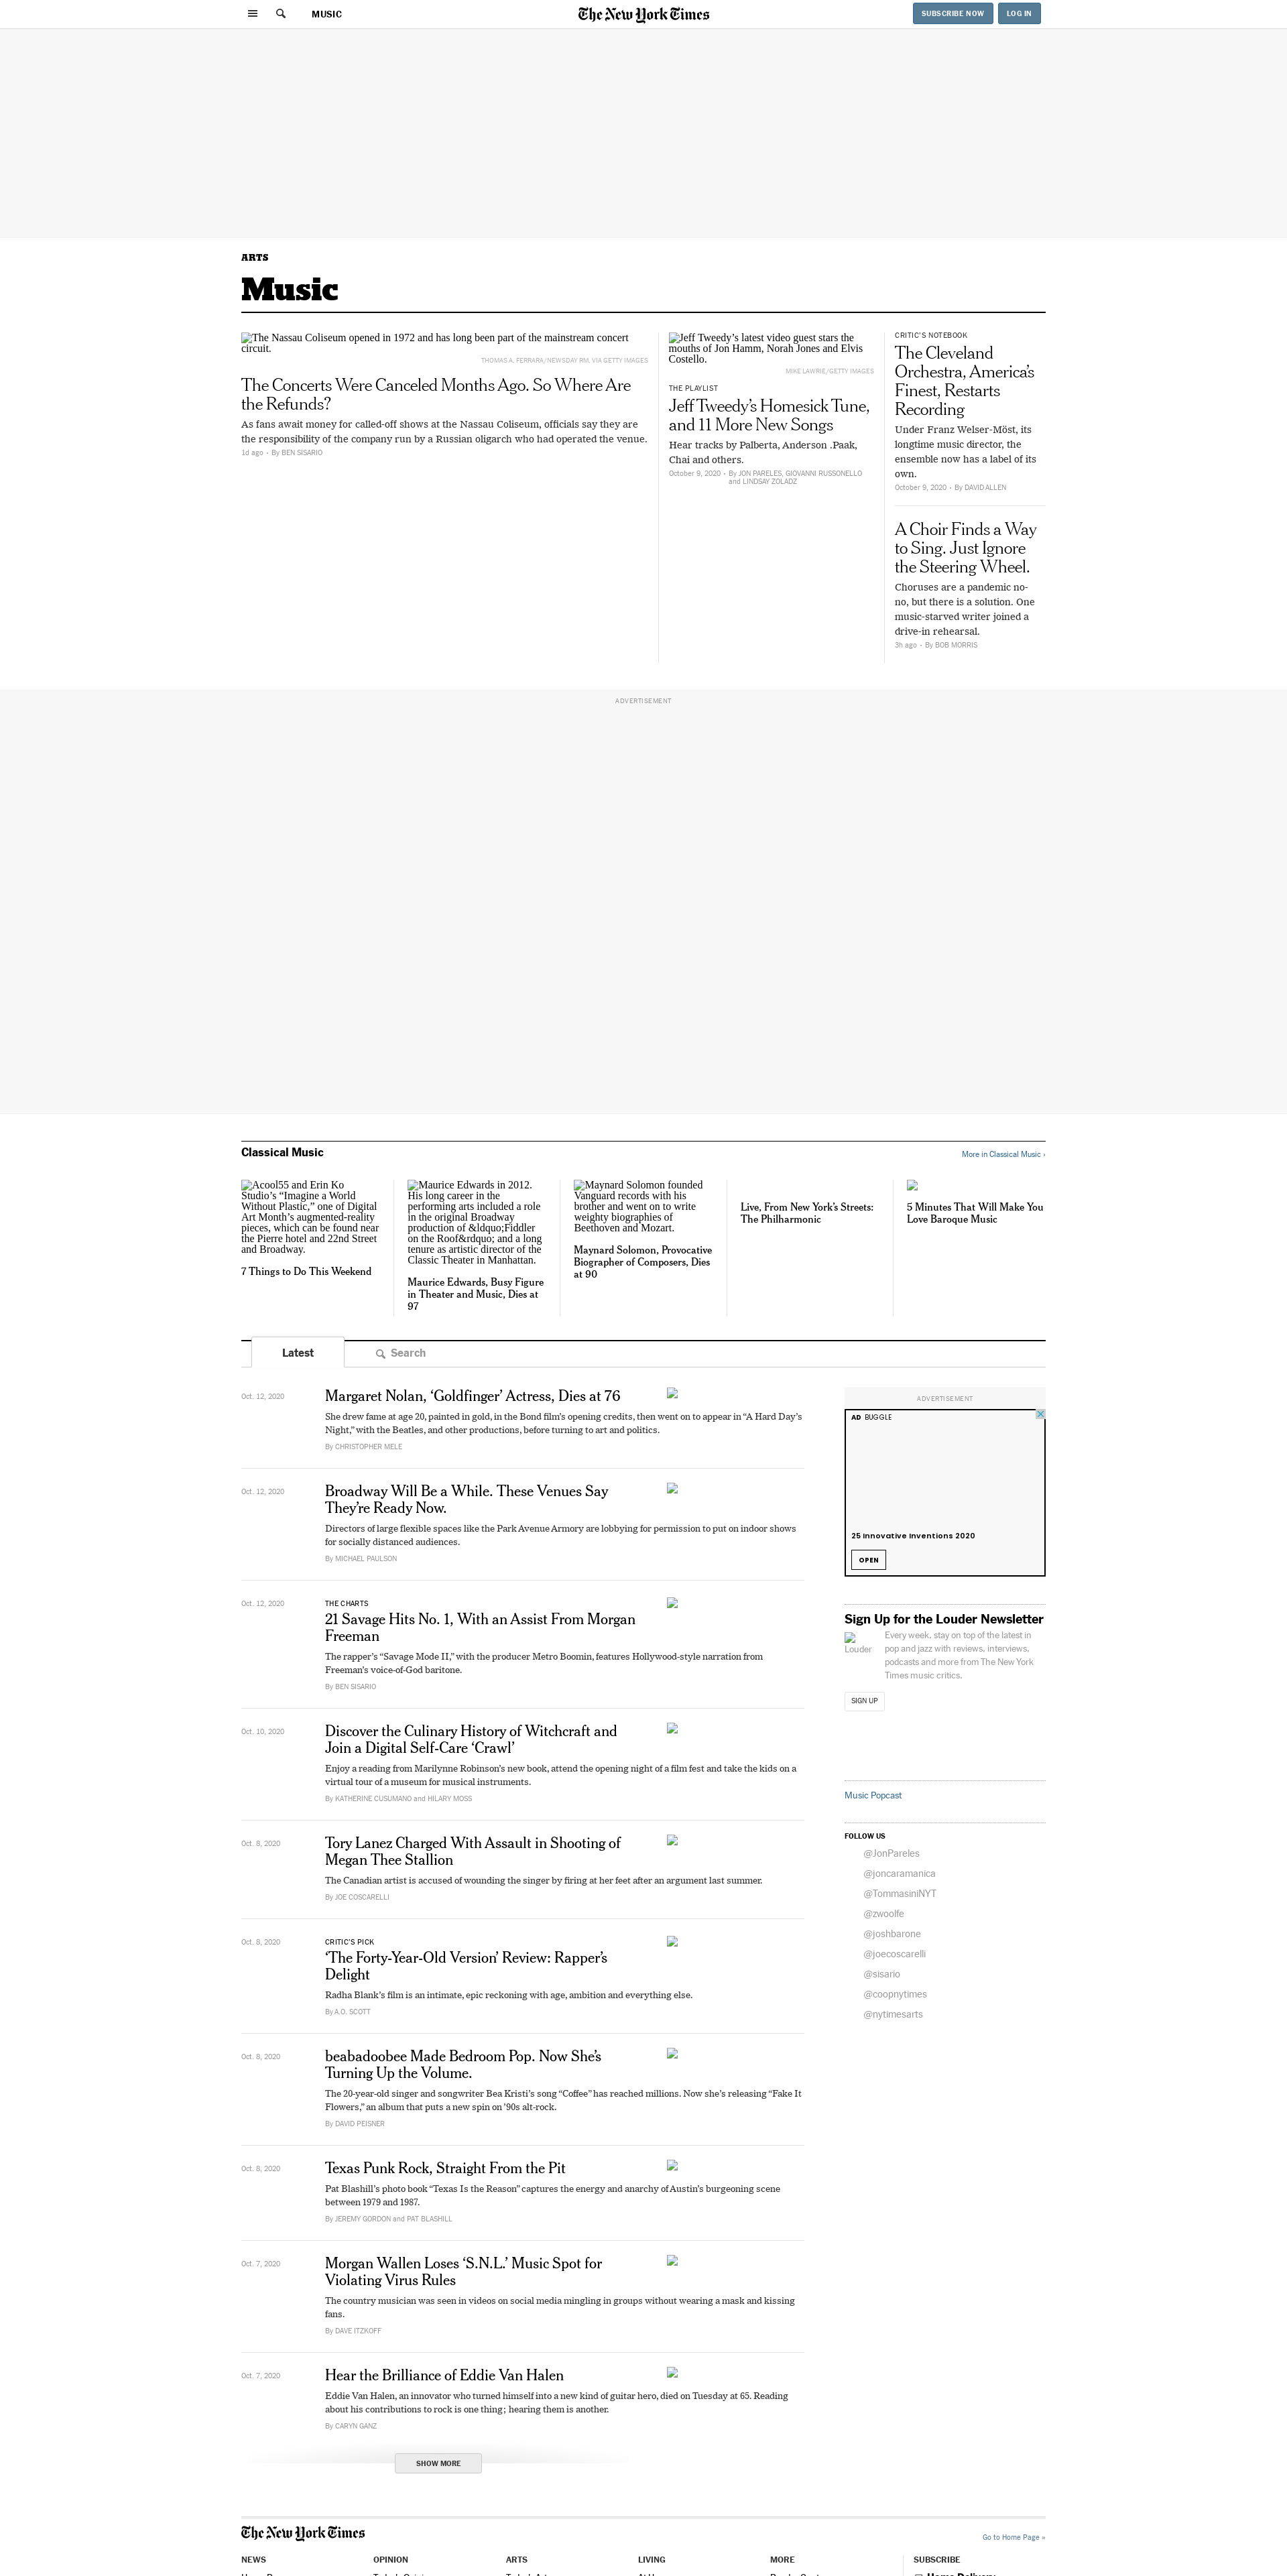 MUSIC
The New York Times
SUBSCRIBE NOW
LOG IN
ARTS
Music
The Nassau Coliseum opened in 1972 and has long been part of the mainstream concert
circuit.
THOMAS A. FERRARA/NEWSDAY RM, VIA GETTY IMAGES
The Concerts Were Canceled Months Ago. So Where Are
the Refunds?
As fans await money for called-off shows at the Nassau Coliseum, officials say they are
the responsibility of the company run by a Russian oligarch who had operated the venue.
1d ago • By BEN SISARIO
Jeff Tweedy’s latest video guest stars the
mouths of Jon Hamm, Norah Jones and Elvis
Costello.
MIKE LAWRIE/GETTY IMAGES
THE PLAYLIST
Jeff Tweedy’s Homesick Tune,
and 11 More New Songs
Hear tracks by Palberta, Anderson .Paak,
Chai and others.
October 9, 2020 • By JON PARELES, GIOVANNI RUSSONELLO
and LINDSAY ZOLADZ
CRITIC’S NOTEBOOK
The Cleveland
Orchestra, America’s
Finest, Restarts
Recording
Under Franz Welser-Möst, its
longtime music director, the
ensemble now has a label of its
own.
October 9, 2020 • By DAVID ALLEN
A Choir Finds a Way
to Sing. Just Ignore
the Steering Wheel.
Choruses are a pandemic no-
no, but there is a solution. One
music-starved writer joined a
drive-in rehearsal.
3h ago • By BOB MORRIS
ADVERTISEMENT
Classical Music
More in Classical Music ›
Acool55 and Erin Ko
Studio’s “Imagine a World
Without Plastic,” one of Digital
Art Month’s augmented-reality
pieces, which can be found near
the Pierre hotel and 22nd Street
and Broadway.
7 Things to Do This Weekend
Maurice Edwards in 2012.
His long career in the
performing arts included a role
in the original Broadway
production of &ldquo;Fiddler
on the Roof&rdquo; and a long
tenure as artistic director of the
Classic Theater in Manhattan.
Maurice Edwards, Busy Figure
in Theater and Music, Dies at
97
Maynard Solomon founded
Vanguard records with his
brother and went on to write
weighty biographies of
Beethoven and Mozart.
Maynard Solomon, Provocative
Biographer of Composers, Dies
at 90
Live, From New York’s Streets:
The Philharmonic
5 Minutes That Will Make You
Love Baroque Music
Latest
Search
Oct. 12, 2020
Margaret Nolan, ‘Goldfinger’ Actress, Dies at 76
She drew fame at age 20, painted in gold, in the Bond film’s opening credits, then went on to appear in “A Hard Day’s
Night,” with the Beatles, and other productions, before turning to art and politics.
By CHRISTOPHER MELE
Oct. 12, 2020
Broadway Will Be a While. These Venues Say
They’re Ready Now.
Directors of large flexible spaces like the Park Avenue Armory are lobbying for permission to put on indoor shows
for socially distanced audiences.
By MICHAEL PAULSON
Oct. 12, 2020
THE CHARTS
21 Savage Hits No. 1, With an Assist From Morgan
Freeman
The rapper’s “Savage Mode II,” with the producer Metro Boomin, features Hollywood-style narration from
Freeman’s voice-of-God baritone.
By BEN SISARIO
Oct. 10, 2020
Discover the Culinary History of Witchcraft and
Join a Digital Self-Care ‘Crawl’
Enjoy a reading from Marilynne Robinson’s new book, attend the opening night of a film fest and take the kids on a
virtual tour of a museum for musical instruments.
By KATHERINE CUSUMANO and HILARY MOSS
Oct. 8, 2020
Tory Lanez Charged With Assault in Shooting of
Megan Thee Stallion
The Canadian artist is accused of wounding the singer by firing at her feet after an argument last summer.
By JOE COSCARELLI
Oct. 8, 2020
CRITIC’S PICK
‘The Forty-Year-Old Version’ Review: Rapper’s
Delight
Radha Blank’s film is an intimate, epic reckoning with age, ambition and everything else.
By A.O. SCOTT
Oct. 8, 2020
beabadoobee Made Bedroom Pop. Now She’s
Turning Up the Volume.
The 20-year-old singer and songwriter Bea Kristi’s song “Coffee” has reached millions. Now she’s releasing “Fake It
Flowers,” an album that puts a new spin on ’90s alt-rock.
By DAVID PEISNER
Oct. 8, 2020
Texas Punk Rock, Straight From the Pit
Pat Blashill’s photo book “Texas Is the Reason” captures the energy and anarchy of Austin’s burgeoning scene
between 1979 and 1987.
By JEREMY GORDON and PAT BLASHILL
Oct. 7, 2020
Morgan Wallen Loses ‘S.N.L.’ Music Spot for
Violating Virus Rules
The country musician was seen in videos on social media mingling in groups without wearing a mask and kissing
fans.
By DAVE ITZKOFF
Oct. 7, 2020
Hear the Brilliance of Eddie Van Halen
Eddie Van Halen, an innovator who turned himself into a new kind of guitar hero, died on Tuesday at 65. Reading
about his contributions to rock is one thing; hearing them is another.
By CARYN GANZ
SHOW MORE
ADVERTISEMENT
AD BUGGLE
25 Innovative Inventions 2020
OPEN
Sign Up for the Louder Newsletter
Louder
Every week, stay on top of the latest in
pop and jazz with reviews, interviews,
podcasts and more from The New York
Times music critics.
SIGN UP
Music Popcast
FOLLOW US
@JonPareles
@joncaramanica
@TommasiniNYT
@zwoolfe
@joshbarone
@joecoscarelli
@sisario
@coopnytimes
@nytimesarts
The New York Times
Go to Home Page »
NEWS
OPINION
ARTS
LIVING
MORE
SUBSCRIBE